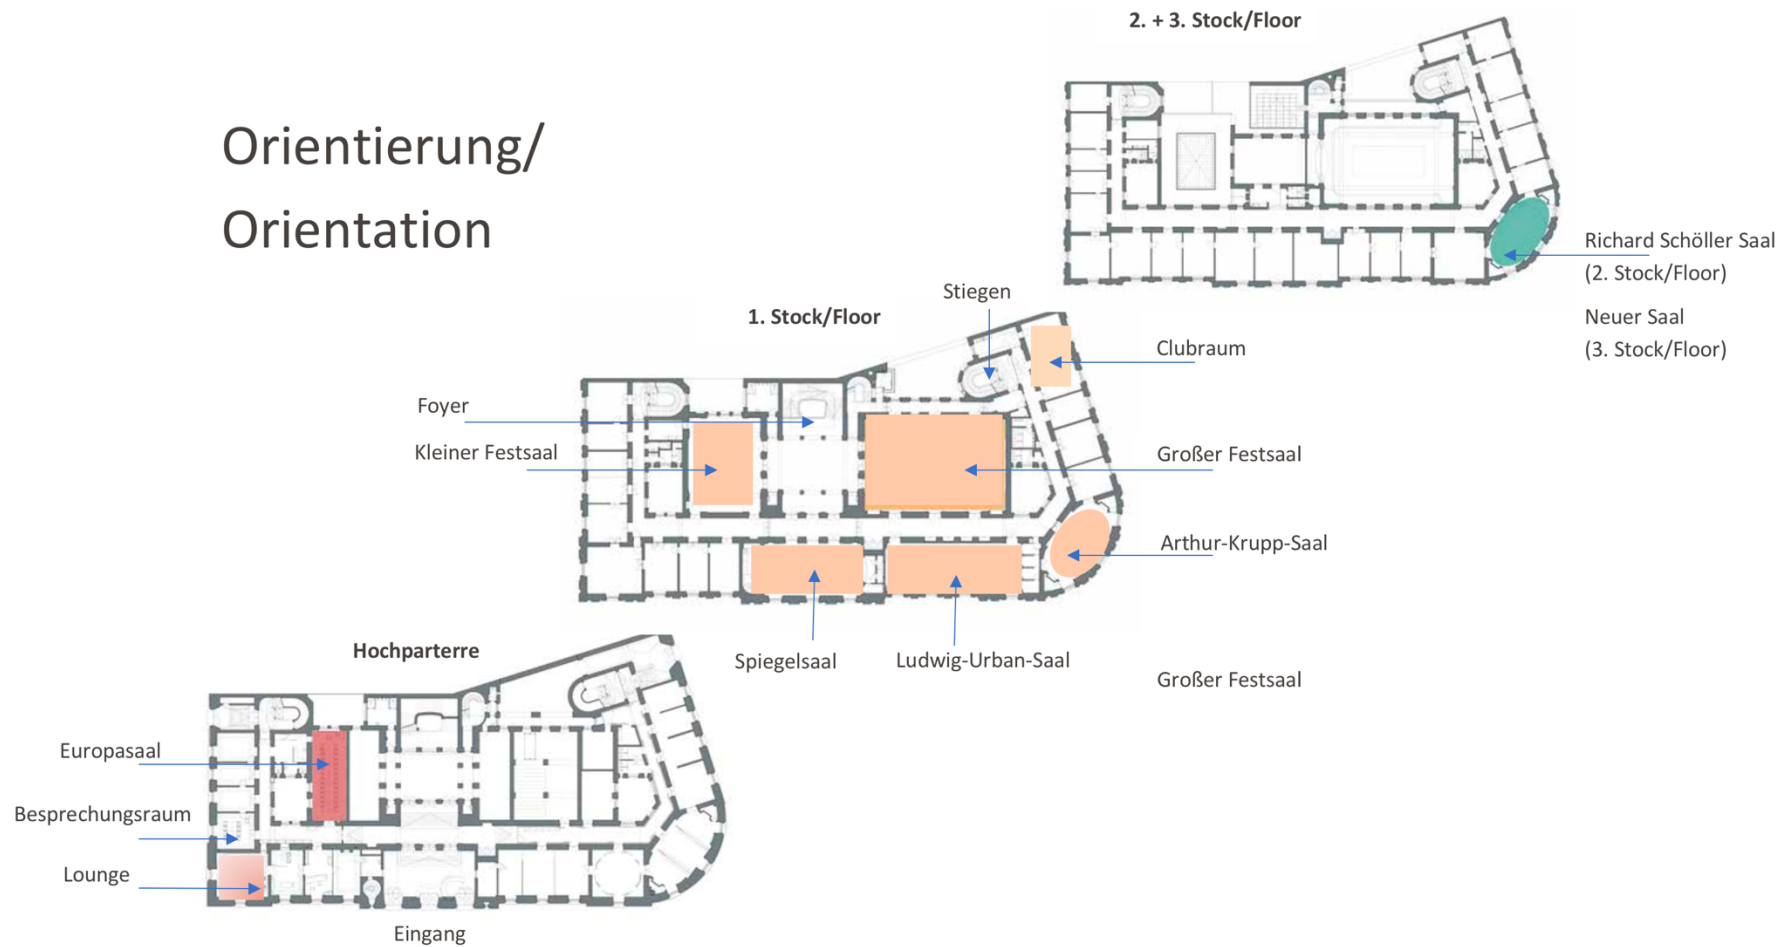 2. + 3. Stock/Floor
Orientierung/
Orientation
Richard Schöller Saal
(2. Stock/Floor)
Neuer Saal
(3. Stock/Floor)
Stiegen
1. Stock/Floor
Clubraum
Foyer
Kleiner Festsaal
Großer Festsaal
Arthur-Krupp-Saal
Spiegelsaal
Ludwig-Urban-Saal
Großer Festsaal
Hochparterre
Europasaal
Besprechungsraum
Lounge
Eingang